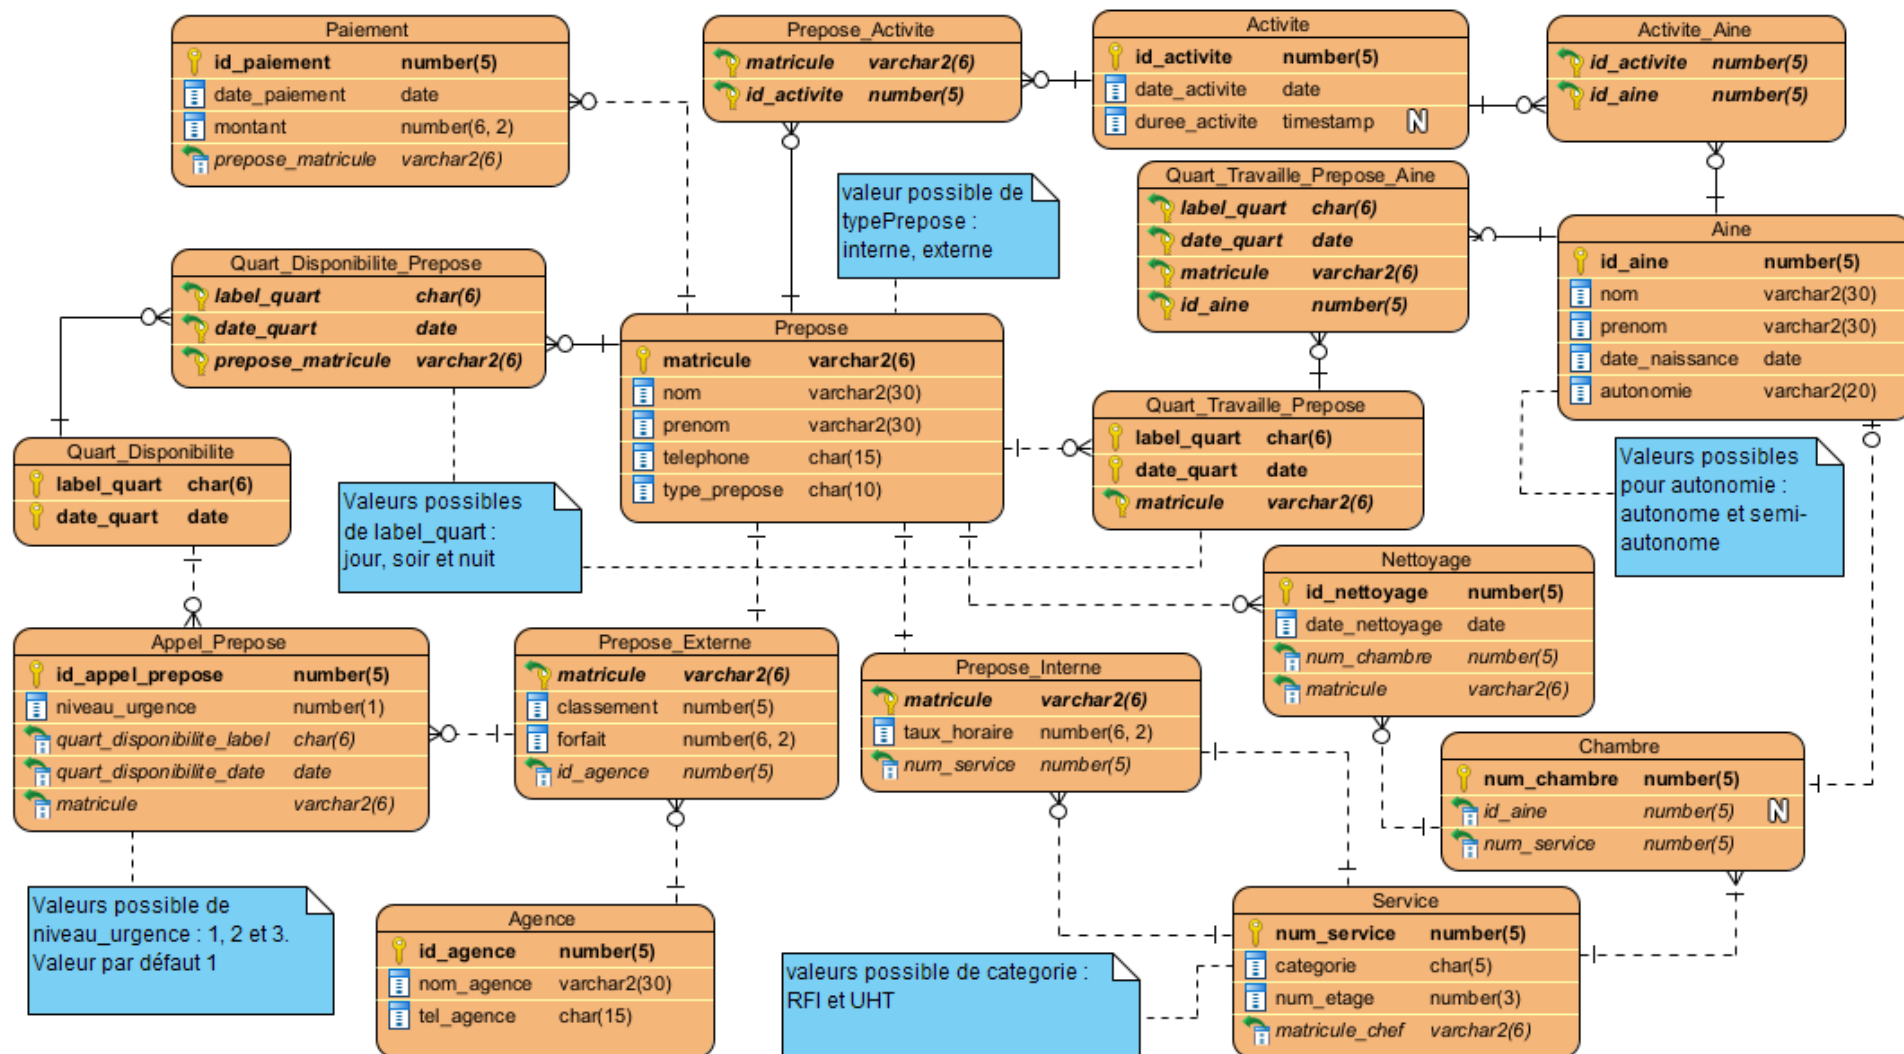 Paiement
id_paiement number(5)
date_paiement date
montant number(6, 2)
prepose_matricule varchar2(6)
Prepose_Activite
matricule varchar2(6)
id_activite number(5)
Activite
id_activite number(5)
date_activite date
duree_activite timestamp N
Activite_Aine
id_activite number(5)
id_aine number(5)
valeur possible de
typePrepose :
interne, externe
Quart_Travaille_Prepose_Aine
label_quart char(6)
date_quart date
matricule varchar2(6)
id_aine number(5)
Aine
id_aine number(5)
nom varchar2(30)
prenom varchar2(30)
date_naissance date
autonomie varchar2(20)
Quart_Disponibilite_Prepose
label_quart char(6)
date_quart date
prepose_matricule varchar2(6)
Prepose
matricule varchar2(6)
nom varchar2(30)
prenom varchar2(30)
telephone char(15)
type_prepose char(10)
Quart_Travaille_Prepose
label_quart char(6)
date_quart date
matricule varchar2(6)
Quart_Disponibilite
label_quart char(6)
date_quart date
Valeurs possibles
de label_quart :
jour, soir et nuit
Valeurs possibles
pour autonomie :
autonome et semi-
autonome
Nettoyage
id_nettoyage number(5)
date_nettoyage date
num_chambre number(5)
matricule varchar2(6)
Appel_Prepose
id_appel_prepose number(5)
niveau_urgence number(1)
quart_disponibilite_label char(6)
quart_disponibilite_date date
matricule varchar2(6)
Prepose_Externe
matricule varchar2(6)
classement number(5)
forfait number(6, 2)
id_agence number(5)
Prepose_Interne
matricule varchar2(6)
taux_horaire number(6, 2)
num_service number(5)
Chambre
num_chambre number(5)
id_aine number(5) N
num_service number(5)
Valeurs possible de
niveau_urgence : 1, 2 et 3.
Valeur par défaut 1
Agence
id_agence number(5)
nom_agence varchar2(30)
tel_agence char(15)
valeurs possible de categorie :
RFI et UHT
Service
num_service number(5)
categorie char(5)
num_etage number(3)
matricule_chef varchar2(6)